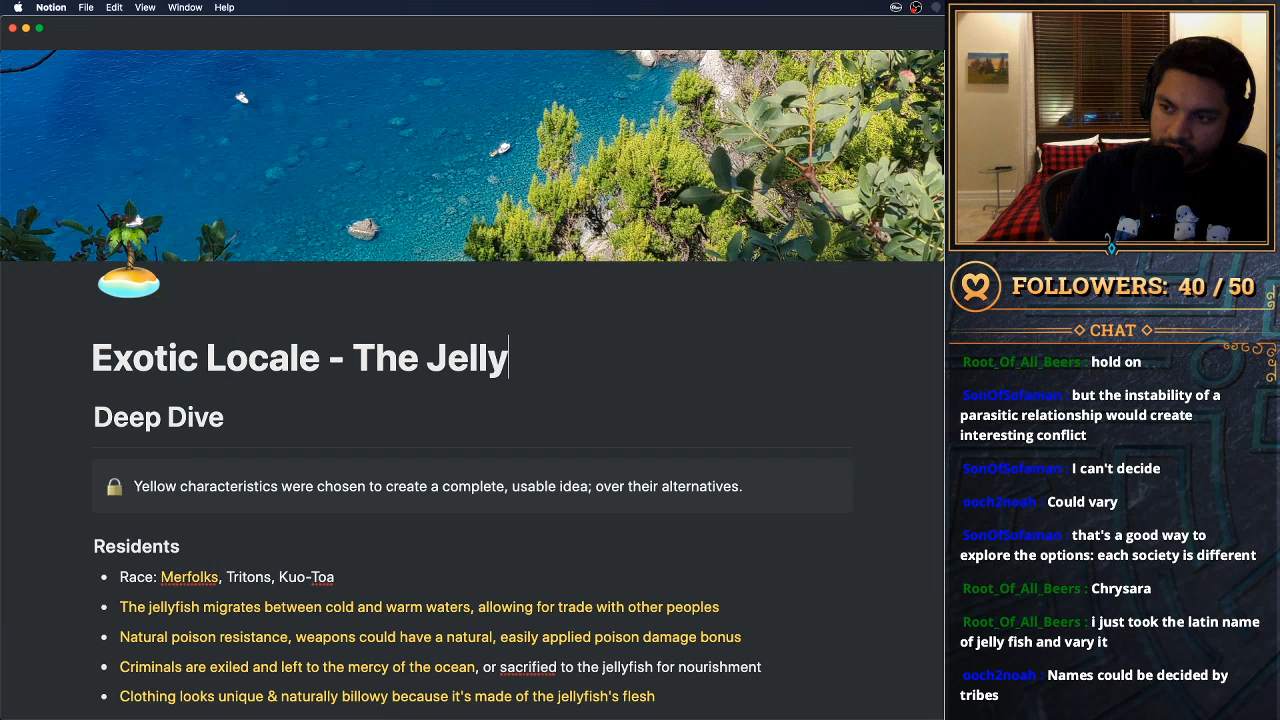 Notion File Edit View Window Help
Exotic Locale - The Jelly
Deep Dive
Yellow characteristics were chosen to create a complete, usable idea; over their alternatives.
Residents
Race: Merfolks, Tritons, Kuo-Toa
The jellyfish migrates between cold and warm waters, allowing for trade with other peoples
Natural poison resistance, weapons could have a natural, easily applied poison damage bonus
Criminals are exiled and left to the mercy of the ocean, or sacrified to the jellyfish for nourishment
Clothing looks unique & naturally billowy because it's made of the jellyfish's flesh
FOLLOWERS: 40 / 50
CHAT
Root_Of_All_Beers : hold on
SonOfSofaman : but the instability of a
parasitic relationship would create
interesting conflict
SonOfSofaman : I can't decide
ooch2noah : Could vary
SonOfSofaman : that's a good way to
explore the options: each society is different
Root_Of_All_Beers : Chrysara
Root_Of_All_Beers : i just took the latin name
of jelly fish and vary it
ooch2noah : Names could be decided by
tribes